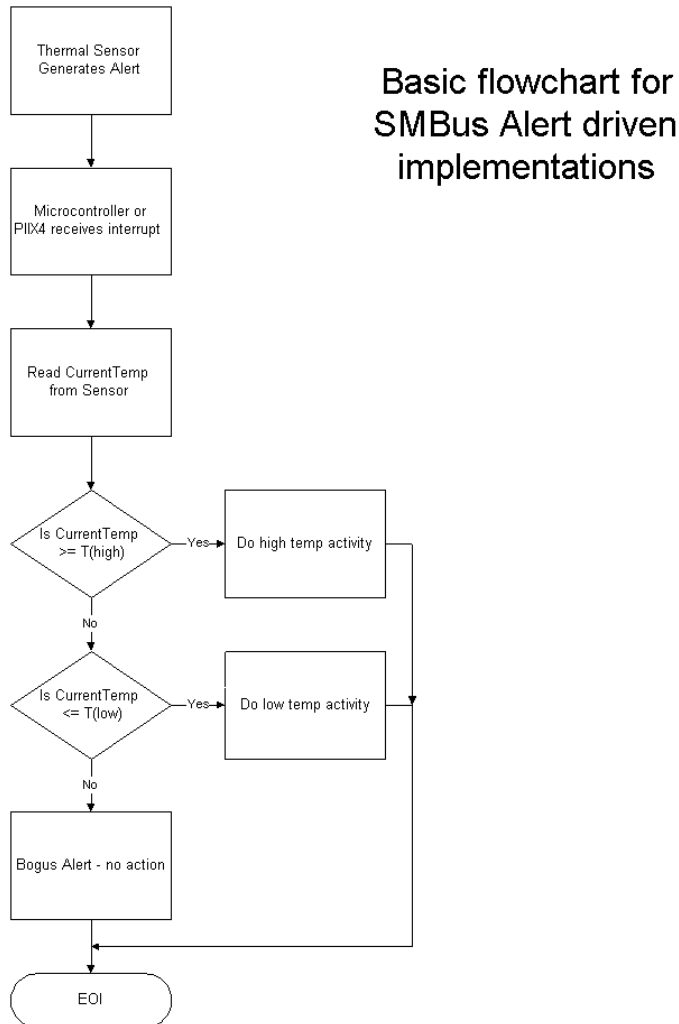 Thermal Sensor
Generates Alert
Basic flowchart for
SMBus Alert driven
implementations
Microcontroller or
PIIX4 receives interrupt
Read CurrentTemp
from Sensor
Is CurrentTemp
>= T(high)
Yes
Do high temp activity
No
Is CurrentTemp
<= T(low)
Yes
Do low temp activity
No
Bogus Alert - no action
EOI